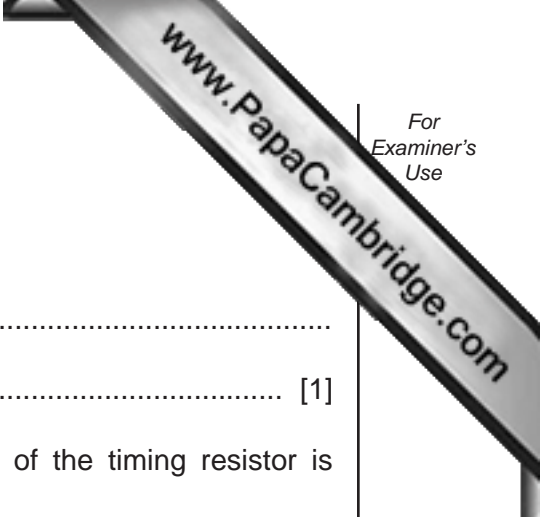 www.PapaCambridge.com
For
Examiner's
Use
................................................
........................................ [1]
of the timing resistor is